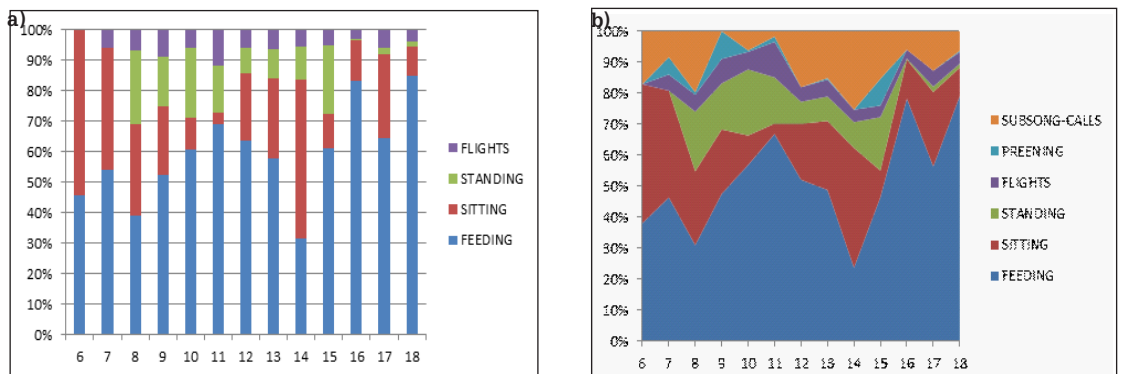 a)
100%
90%
80%
70%
60%
50%
40%
30%
20%
10%
0%
6 7 8 9 10 11 12 13 14 15 16 17 18
FLIGHTS
STANDING
SITTING
FEEDING
b)
100%
90%
80%
70%
60%
50%
40%
30%
20%
10%
0%
6 7 8 9 10 11 12 13 14 15 16 17 18
SUBSONG-CALLS
PREENING
FLIGHTS
STANDING
SITTING
FEEDING